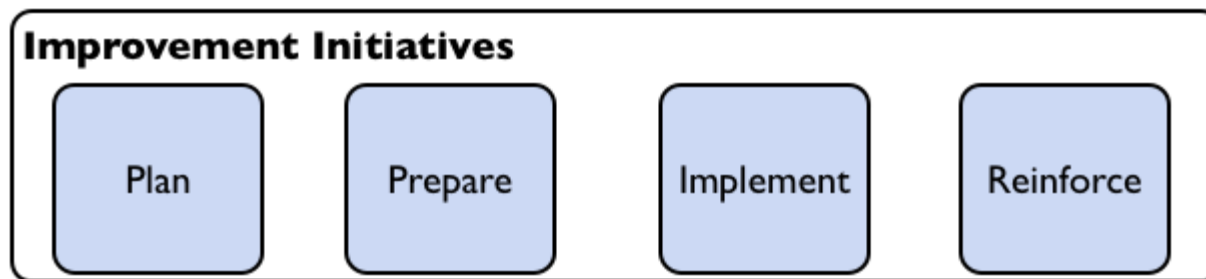 Improvement Initiatives
Plan
Prepare
Implement
Reinforce